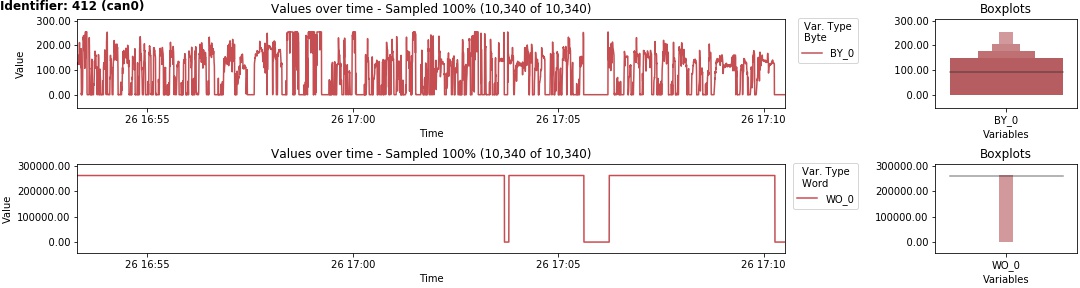 Identifier: 412 (can0)
Values over time - Sampled 100% (10,340 of 10,340)
Boxplots
300.00
200.00
100.00
0.00
Value
26 16:55
26 17:00
26 17:05
26 17:10
Time
Var. Type
Byte
BY_0
300.00
200.00
100.00
0.00
BY_0
Variables
Values over time - Sampled 100% (10,340 of 10,340)
Boxplots
300000.00
200000.00
100000.00
0.00
Value
26 16:55
26 17:00
26 17:05
26 17:10
Time
Var. Type
Word
WO_0
300000.00
200000.00
100000.00
0.00
WO_0
Variables